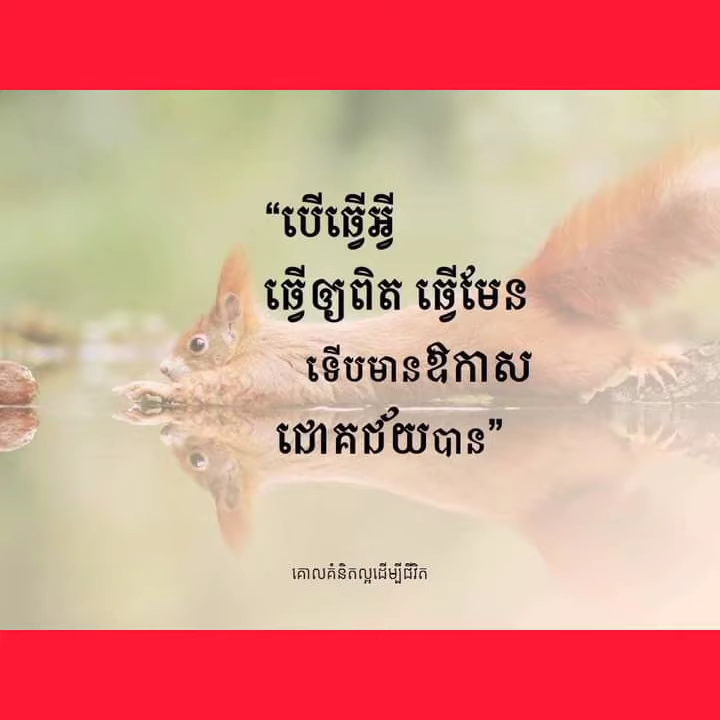 “បើធ្វើអ្វី
ធ្វើឲ្យពិត ធ្វើមែន
ទើបមានឱកាស
ជោគជ័យបាន”
គោលគំនិតល្អដើម្បីជីវិត